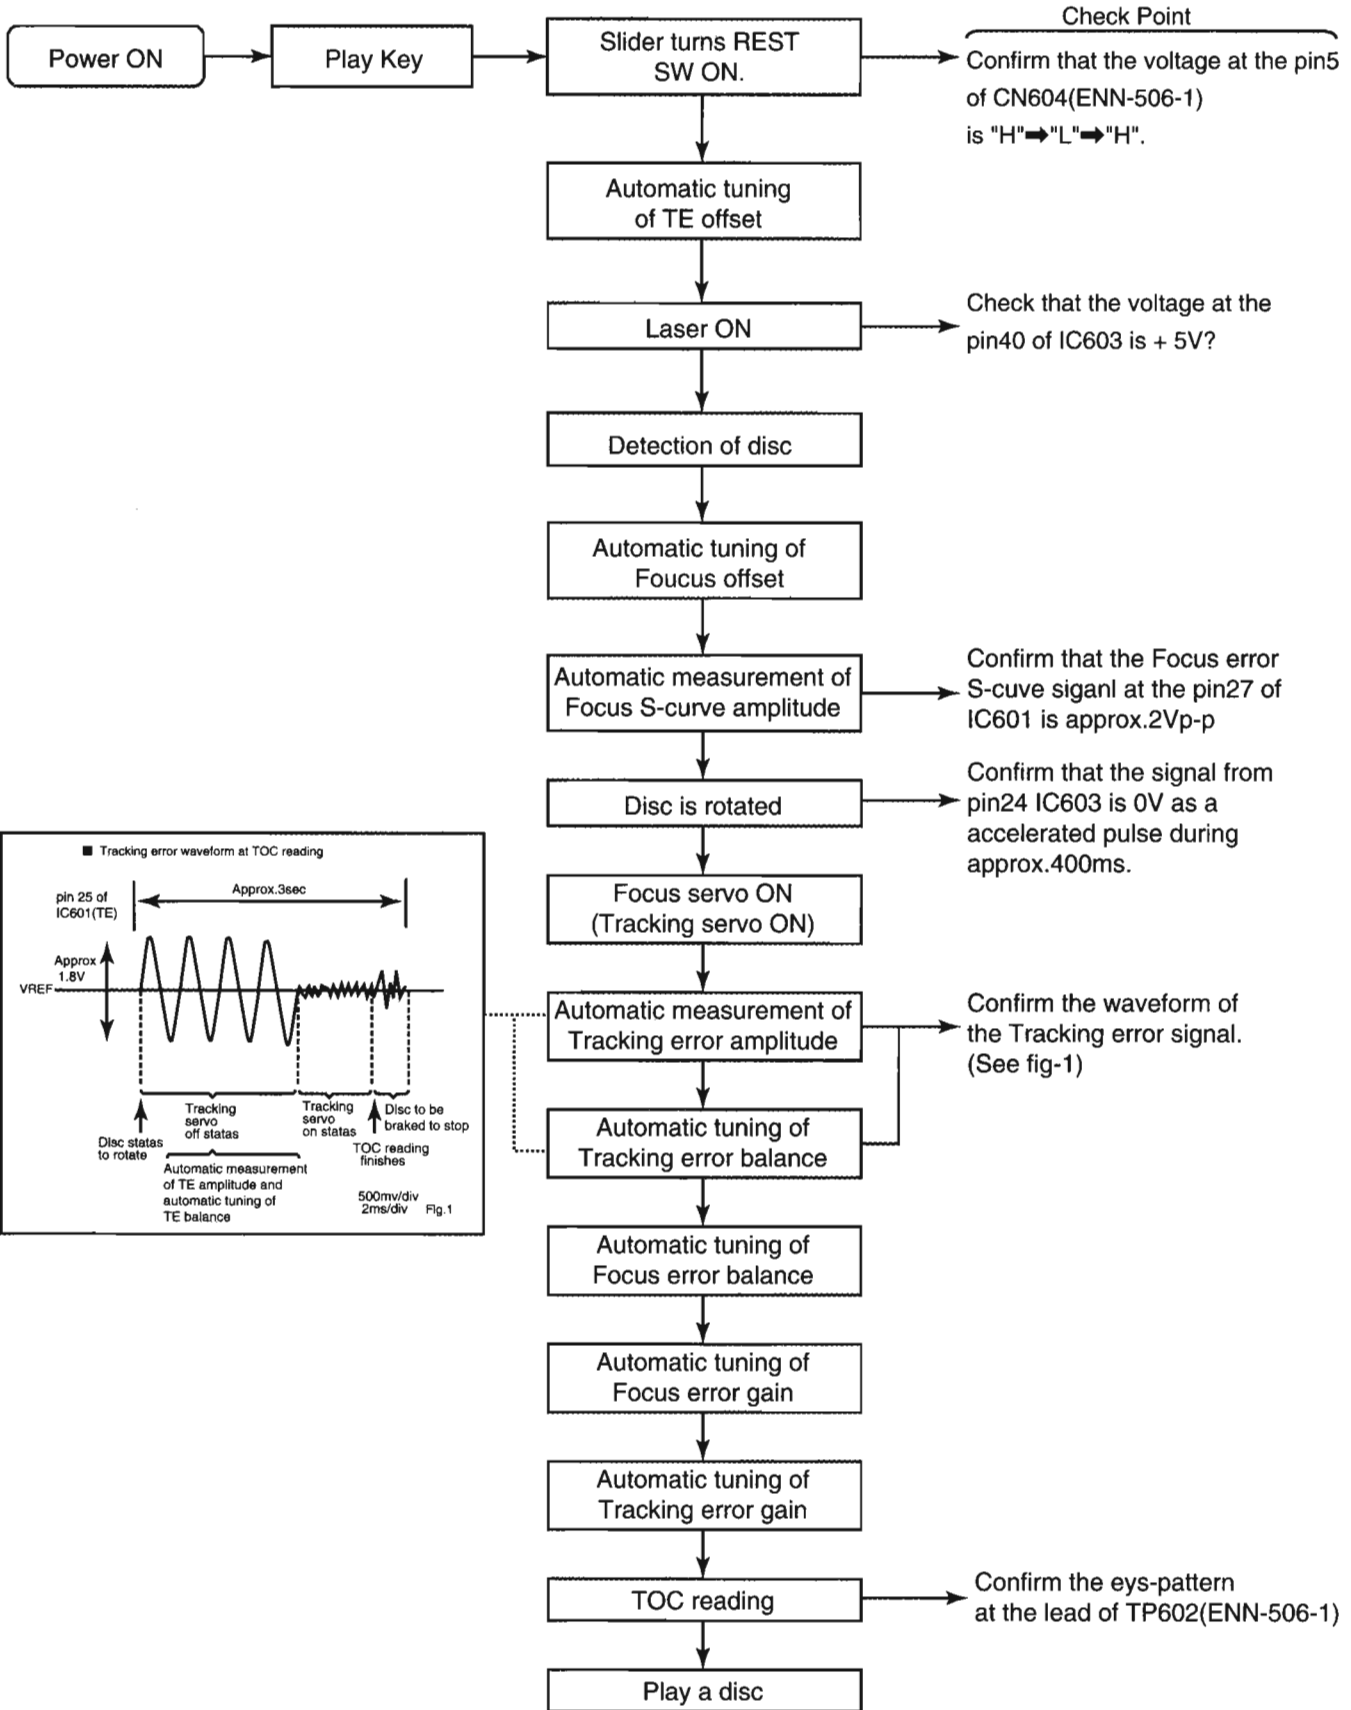 Check Point
Power ON
Play Key
Slider turns REST
SW ON.
Confirm that the voltage at the pin5
of CN604(ENN-506-1)
is "H"➡"L"➡"H".
Automatic tuning
of TE offset
Laser ON
Check that the voltage at the
pin40 of IC603 is + 5V?
Detection of disc
Automatic tuning of
Foucus offset
Automatic measurement of
Focus S-curve amplitude
Confirm that the Focus error
S-cuve siganl at the pin27 of
IC601 is approx.2Vp-p
Disc is rotated
Confirm that the signal from
pin24 IC603 is 0V as a
accelerated pulse during
approx.400ms.
Focus servo ON
(Tracking servo ON)
■ Tracking error waveform at TOC reading
pin 25 of
IC601(TE)
Approx.3sec
Approx
1.8V
VREF
Tracking
servo
off statas
Tracking
servo
on statas
Disc to be
braked to stop
Disc statas
to rotate
TOC reading
finishes
Automatic measurement
of TE amplitude and
automatic tuning of
TE balance
500mv/div
2ms/div
Fig.1
Automatic measurement of
Tracking error amplitude
Confirm the waveform of
the Tracking error signal.
(See fig-1)
Automatic tuning of
Tracking error balance
Automatic tuning of
Focus error balance
Automatic tuning of
Focus error gain
Automatic tuning of
Tracking error gain
TOC reading
Confirm the eys-pattern
at the lead of TP602(ENN-506-1)
Play a disc